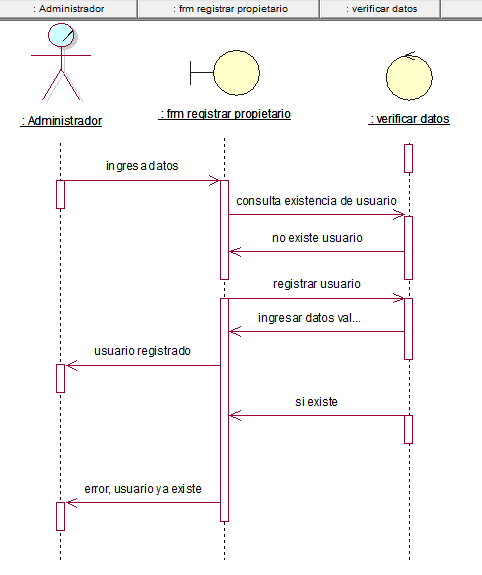 : Administrador
: frm registrar propietario
: verificar datos
: Administrador
: frm registrar propietario
: verificar datos
ingresa datos
consulta existencia de usuario
no existe usuario
registrar usuario
ingresar datos val...
usuario registrado
si existe
error, usuario ya existe